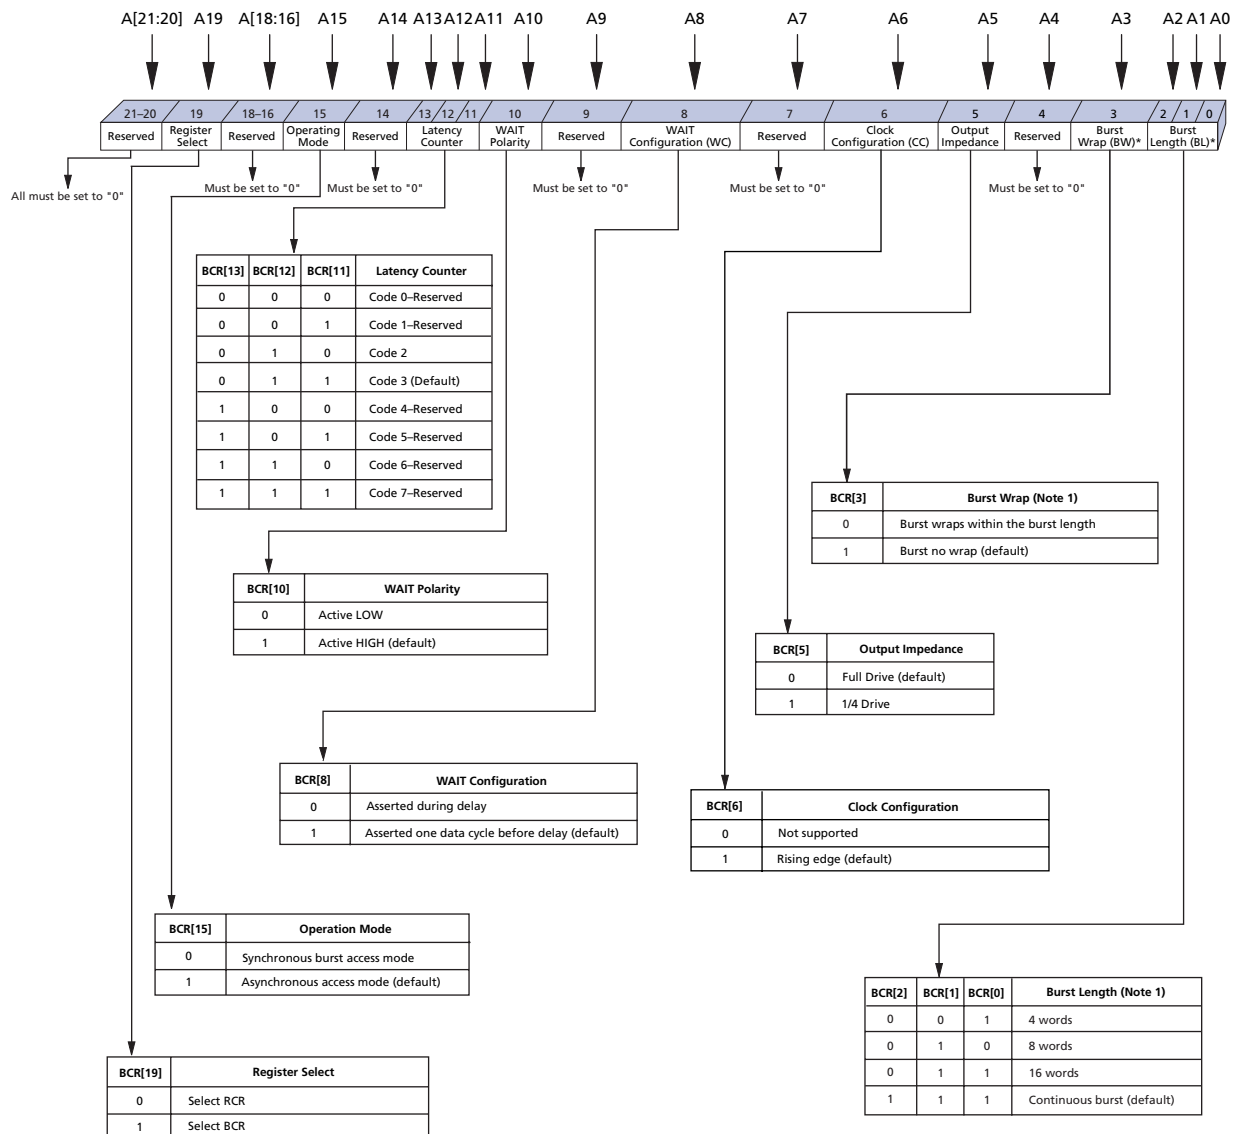 A[21:20] A19 A[18:16] A15 A14 A13 A12 A11 A10 A9 A8 A7 A6 A5 A4 A3 A2 A1 A0
21–20 19 18–16 15 14 13 12 11 10 9 8 7 6 5 4 3 2 1 0
Reserved
Register
Select
Reserved
Operating
Mode
Reserved
Latency
Counter
WAIT
Polarity
Reserved
WAIT
Configuration (WC)
Reserved
Clock
Configuration (CC)
Output
Impedance
Reserved
Burst
Wrap (BW)*
Burst
Length (BL)*
All must be set to "0"
Must be set to "0"
Must be set to "0"
Must be set to "0"
Must be set to "0"
Must be set to "0"
BCR[13] BCR[12] BCR[11] Latency Counter
0 0 0 Code 0–Reserved
0 0 1 Code 1–Reserved
0 1 0 Code 2
0 1 1 Code 3 (Default)
1 0 0 Code 4–Reserved
1 0 1 Code 5–Reserved
1 1 0 Code 6–Reserved
1 1 1 Code 7–Reserved
BCR[3] Burst Wrap (Note 1)
0 Burst wraps within the burst length
1 Burst no wrap (default)
BCR[10] WAIT Polarity
0 Active LOW
1 Active HIGH (default)
BCR[5] Output Impedance
0 Full Drive (default)
1 1/4 Drive
BCR[8] WAIT Configuration
0 Asserted during delay
1 Asserted one data cycle before delay (default)
BCR[6] Clock Configuration
0 Not supported
1 Rising edge (default)
BCR[15] Operation Mode
0 Synchronous burst access mode
1 Asynchronous access mode (default)
BCR[2] BCR[1] BCR[0] Burst Length (Note 1)
0 0 1 4 words
0 1 0 8 words
0 1 1 16 words
1 1 1 Continuous burst (default)
BCR[19] Register Select
0 Select RCR
1 Select BCR